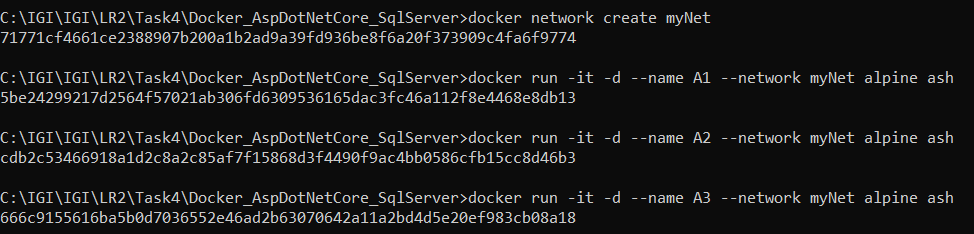 C:\IGI\IGI\LR2\Task4\Docker_AspDotNetCore_SqlServer>docker network create myNet
71771cf4661ce2388907b200a1b2ad9a39fd936be8f6a20f373909c4fa6f9774
C:\IGI\IGI\LR2\Task4\Docker_AspDotNetCore_SqlServer>docker run -it -d --name A1 --network myNet alpine ash
5be24299217d2564f57021ab306fd6309536165dac3fc46a112f8e4468e8db13
C:\IGI\IGI\LR2\Task4\Docker_AspDotNetCore_SqlServer>docker run -it -d --name A2 --network myNet alpine ash
cdb2c53466918a1d2c8a2c85af7f15868d3f4490f9ac4bb0586cfb15cc8d46b3
C:\IGI\IGI\LR2\Task4\Docker_AspDotNetCore_SqlServer>docker run -it -d --name A3 --network myNet alpine ash
666c9155616ba5b0d7036552e46ad2b63070642a11a2bd4d5e20ef983cb08a18